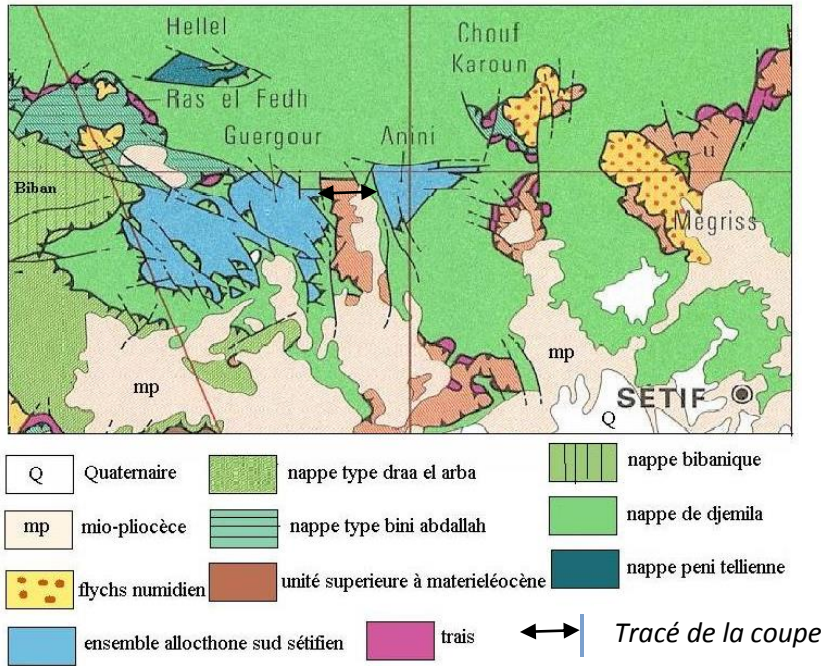 Hellel
Chouf
Karoun
Ras el Fedh
Guergour
Anini
u
Biban
Mégriss
mp
mp
SÉTIF
Q
Q
Quaternaire
nappe type draa el arba
nappe bibanique
mp
mio-pliocèce
nappe type bini abdallah
nappe de djemila
flychs numidien
unité superieure à materieléocène
nappe peni tellienne
ensemble allocthone sud sétifien
trais
Tracé de la coupe